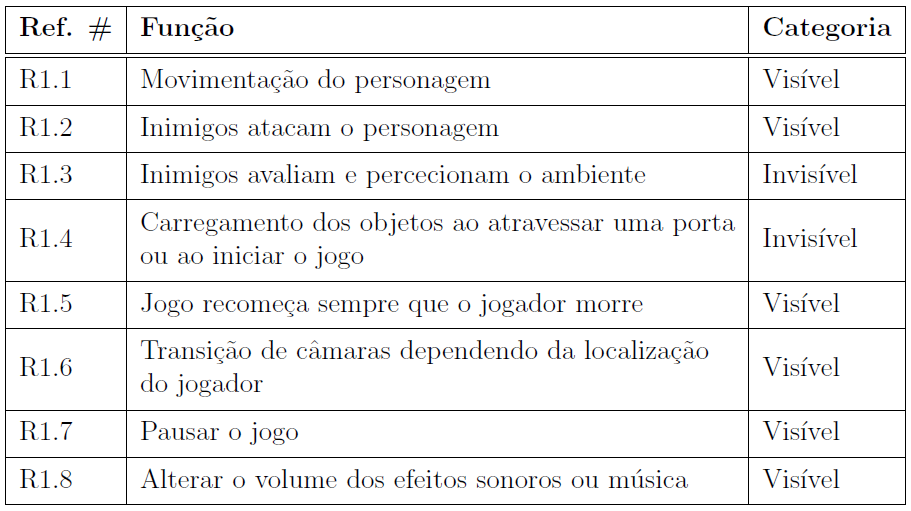 Ref. # Função Categoria
R1.1 Movimentação do personagem Visível
R1.2 Inimigos atacam o personagem Visível
R1.3 Inimigos avaliam e percecionam o ambiente Invisível
R1.4 Carregamento dos objetos ao atravessar uma porta
ou ao iniciar o jogo Invisível
R1.5 Jogo recomeça sempre que o jogador morre Visível
R1.6 Transição de câmaras dependendo da localização
do jogador Visível
R1.7 Pausar o jogo Visível
R1.8 Alterar o volume dos efeitos sonoros ou música Visível